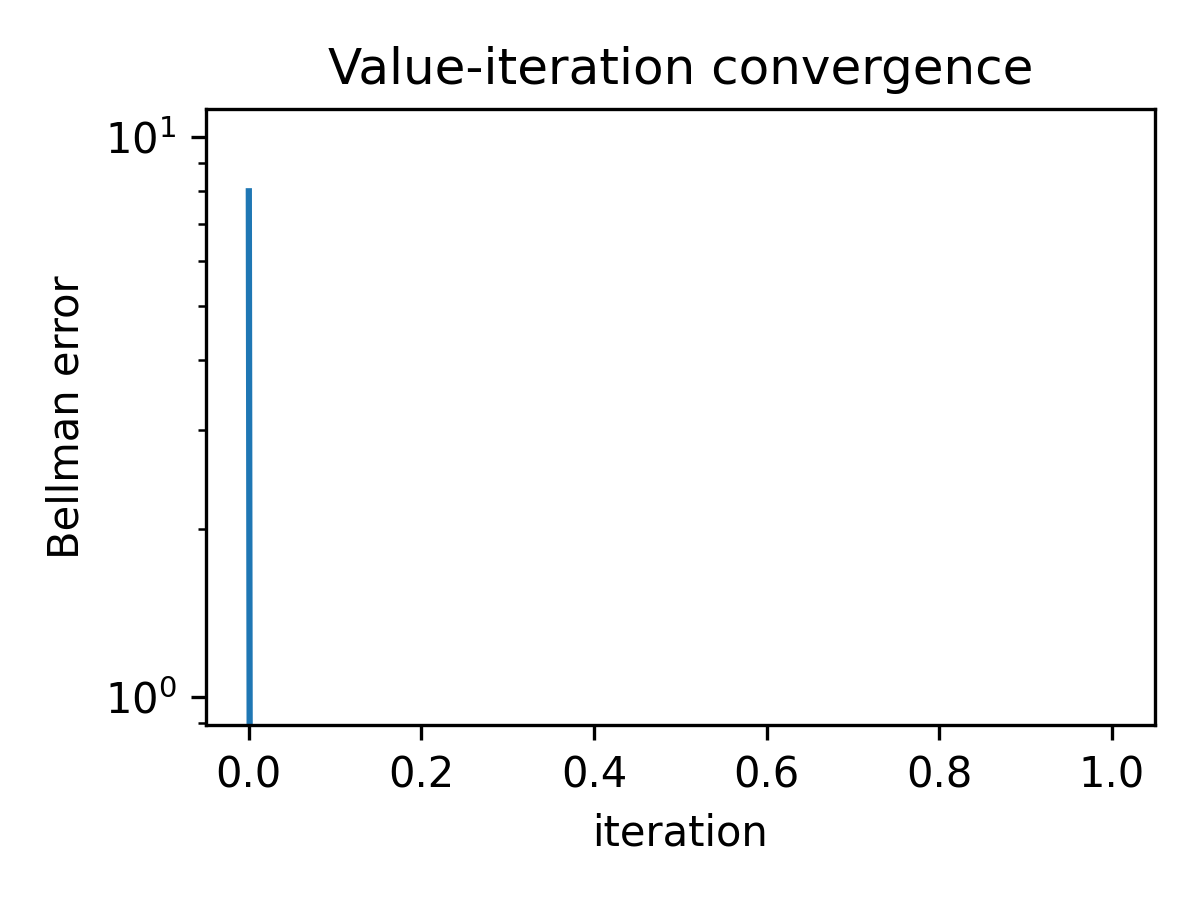 Value-iteration convergence
10¹
10⁰
Bellman error
0.0 0.2 0.4 0.6 0.8 1.0
iteration